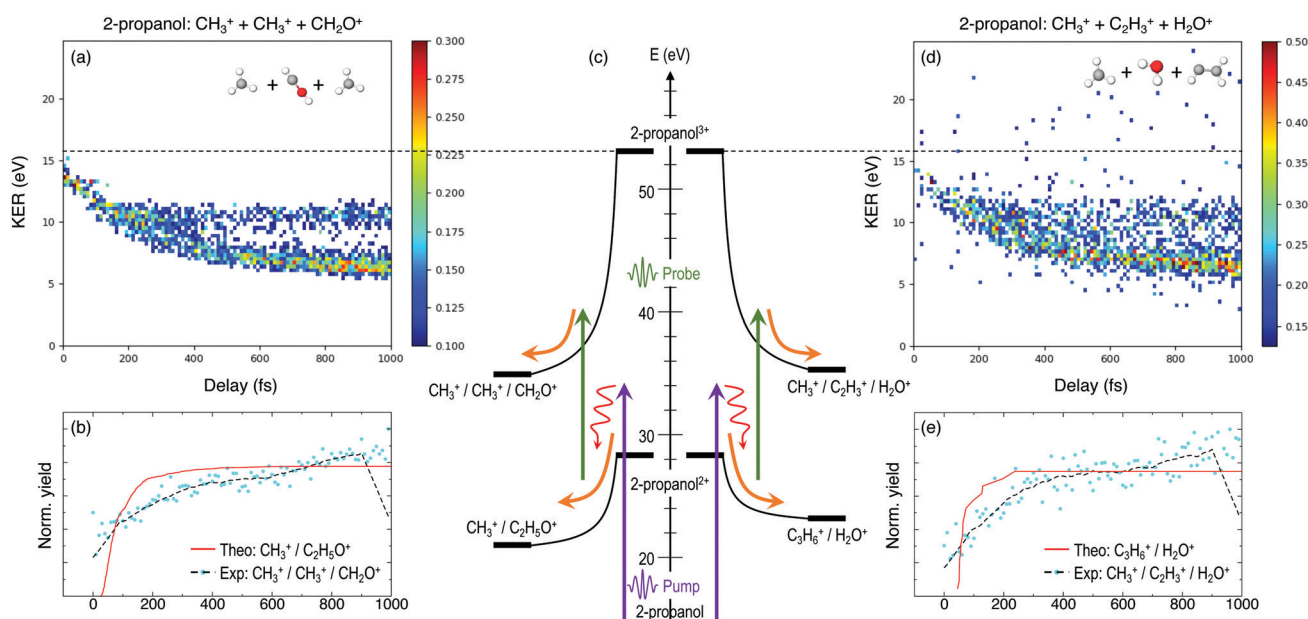 2-propanol: CH₃⁺ + CH₃⁺ + CH₂O⁺
(a)
KER (eV)
20
15
10
5
0
0 200 400 600 800 1000
Delay (fs)
0.300
0.275
0.250
0.225
0.200
0.175
0.150
0.125
0.100
+ +
(b)
Norm. yield
Theo: CH₃⁺ / C₂H₅O⁺
Exp: CH₃⁺ / CH₃⁺ / CH₂O⁺
0 200 400 600 800 1000
(c)
E (eV)
2-propanol³⁺
50
Probe
40
CH₃⁺ / CH₃⁺ / CH₂O⁺
CH₃⁺ / C₂H₃⁺ / H₂O⁺
30
2-propanol²⁺
CH₃⁺ / C₂H₅O⁺
C₃H₆⁺ / H₂O⁺
20
Pump
2-propanol
2-propanol: CH₃⁺ + C₂H₃⁺ + H₂O⁺
(d)
KER (eV)
20
15
10
5
0
0 200 400 600 800 1000
Delay (fs)
0.50
0.45
0.40
0.35
0.30
0.25
0.20
0.15
+ +
(e)
Norm. yield
Theo: C₃H₆⁺ / H₂O⁺
Exp: CH₃⁺ / C₂H₃⁺ / H₂O⁺
0 200 400 600 800 1000